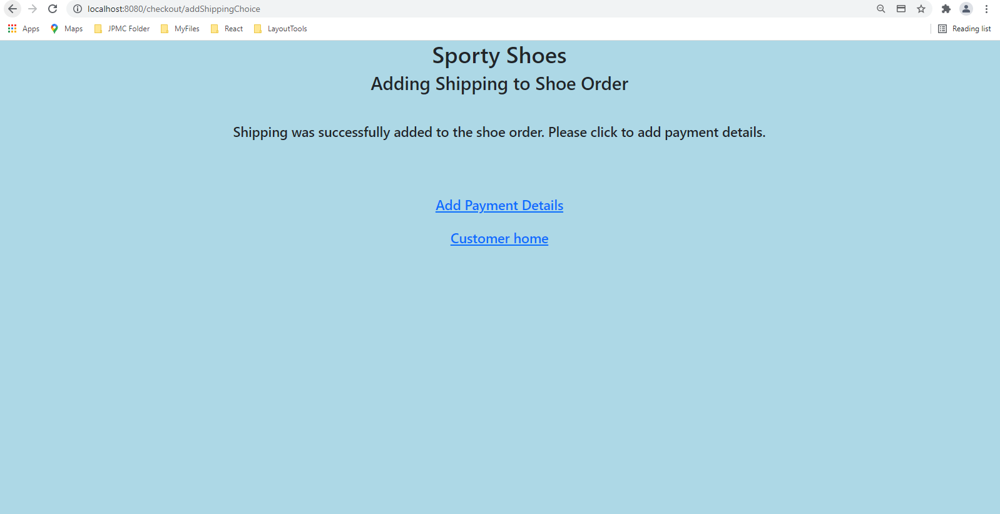 localhost:8080/checkout/addShippingChoice
Apps Maps JPMC Folder MyFiles React LayoutTools Reading list
Sporty Shoes
Adding Shipping to Shoe Order
Shipping was successfully added to the shoe order. Please click to add payment details.
Add Payment Details
Customer home